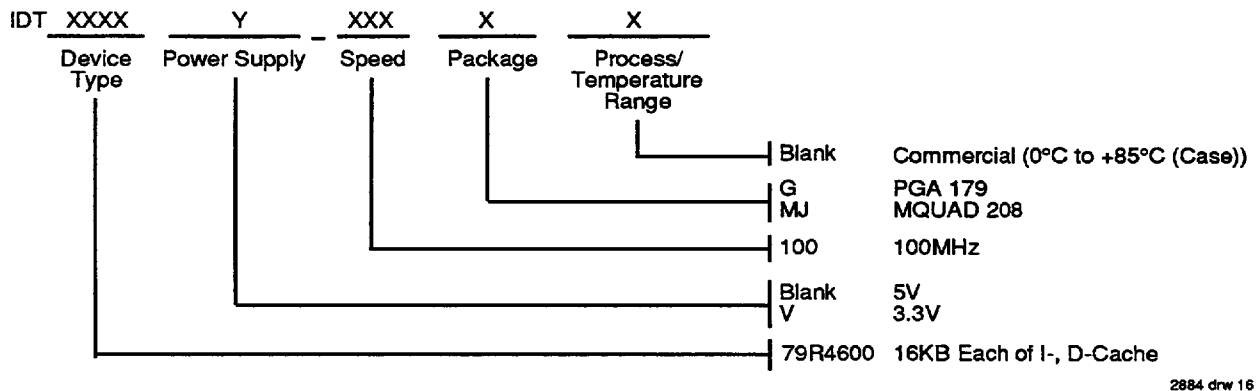 IDT XXXX Y - XXX X X
Device Type Power Supply Speed Package Process/ Temperature Range
Blank Commercial (0°C to +85°C (Case))
G PGA 179
MJ MQUAD 208
100 100MHz
Blank 5V
V 3.3V
79R4600 16KB Each of I-, D-Cache
2884 drw 16